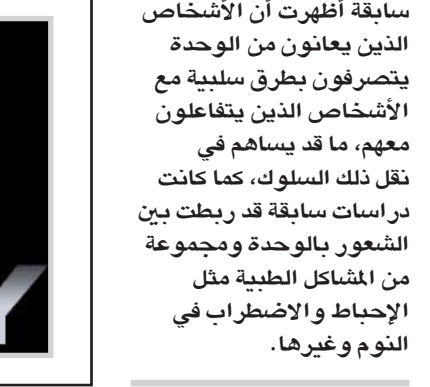 سابقة أظهرت أن الأشخاص
الذين يعانون من الوحدة
يتصرفون بطرق سلبية مع
الأشخاص الذين يتفاعلون
معهم، ما قد يساهم في
نقل ذلك السلوك، كما كانت
دراسات سابقة قد ربطت بين
الشعور بالوحدة ومجموعة
من المشاكل الطبية مثل
الإحباط والاضطراب في
النوم وغيرها.